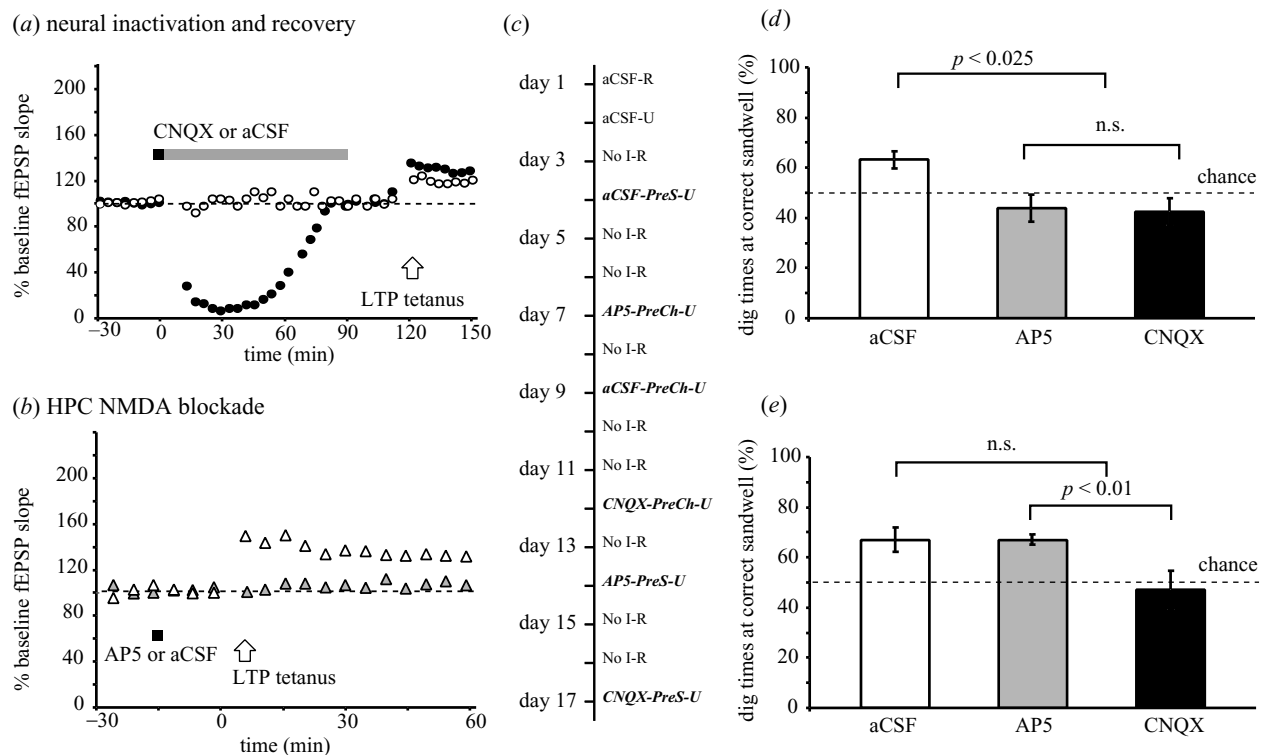 (a) neural inactivation and recovery
% baseline fEPSP slope
200
160
120
80
40
0
CNQX or aCSF
LTP tetanus
−30
0
30
60
90
120
150
time (min)
(b) HPC NMDA blockade
% baseline fEPSP slope
200
160
120
80
40
0
AP5 or aCSF
LTP tetanus
−30
0
30
60
time (min)
(c)
day 1 aCSF-R
aCSF-U
day 3 No I-R
aCSF-PreS-U
day 5 No I-R
No I-R
day 7 AP5-PreCh-U
No I-R
day 9 aCSF-PreCh-U
No I-R
day 11 No I-R
CNQX-PreCh-U
day 13 No I-R
AP5-PreS-U
day 15 No I-R
No I-R
day 17 CNQX-PreS-U
(d)
dig times at correct sandwell (%)
100
80
60
40
20
0
p < 0.025
n.s.
chance
aCSF
AP5
CNQX
(e)
dig times at correct sandwell (%)
100
80
60
40
20
0
n.s.
p < 0.01
chance
aCSF
AP5
CNQX